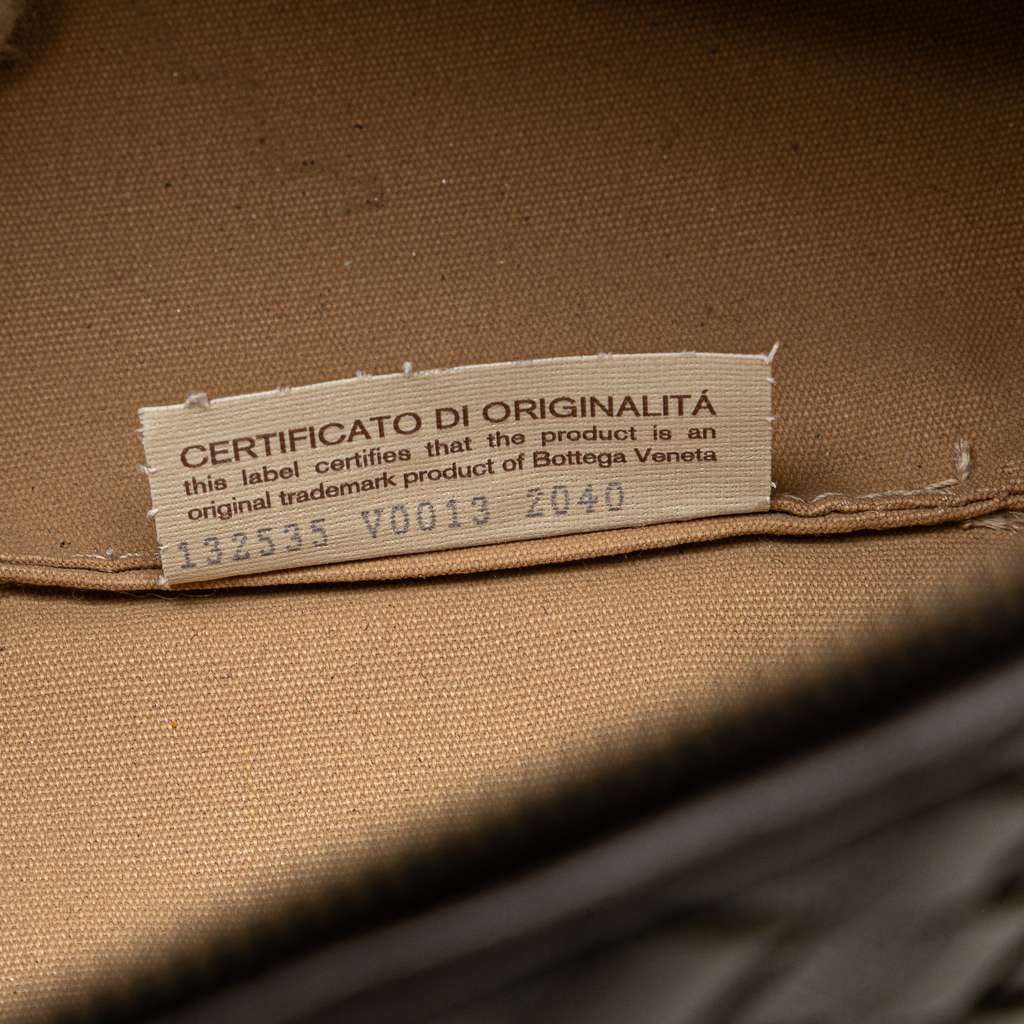 CERTIFICATO DI ORIGINALITÁ
this label certifies that the product is an
original trademark product of Bottega Veneta
132535 V0013 2040